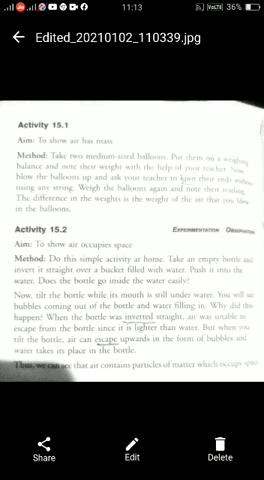 11:13
VoLTE 36%
Edited_20210102_110339.jpg
Activity 15.1
Aim: To show air has mass
Method: Take two medium-sized balloons. Put them on a weighing
balance and note their weight with the help of your teacher. Now
blow the balloons up and ask your teacher to knot their ends without
using any string. Weigh the balloons again and note their reading.
The difference in the weights is the weight of the air that you blew
in the balloons.
Activity 15.2 EXPERIMENTATION OBSERVATION
Aim: To show air occupies space
Method: Do this simple activity at home. Take an empty bottle and
invert it straight over a bucket filled with water. Push it into the
water. Does the bottle go inside the water easily?
Now, tilt the bottle while its mouth is still under water. You will see
bubbles coming out of the bottle and water filling in. Why did this
happen? When the bottle was inverted straight, air was unable to
escape from the bottle since it is lighter than water. But when you
tilt the bottle, air can escape upwards in the form of bubbles and
water takes its place in the bottle.
Thus, we can see that air contains particles of matter which occupy space
Share Edit Delete